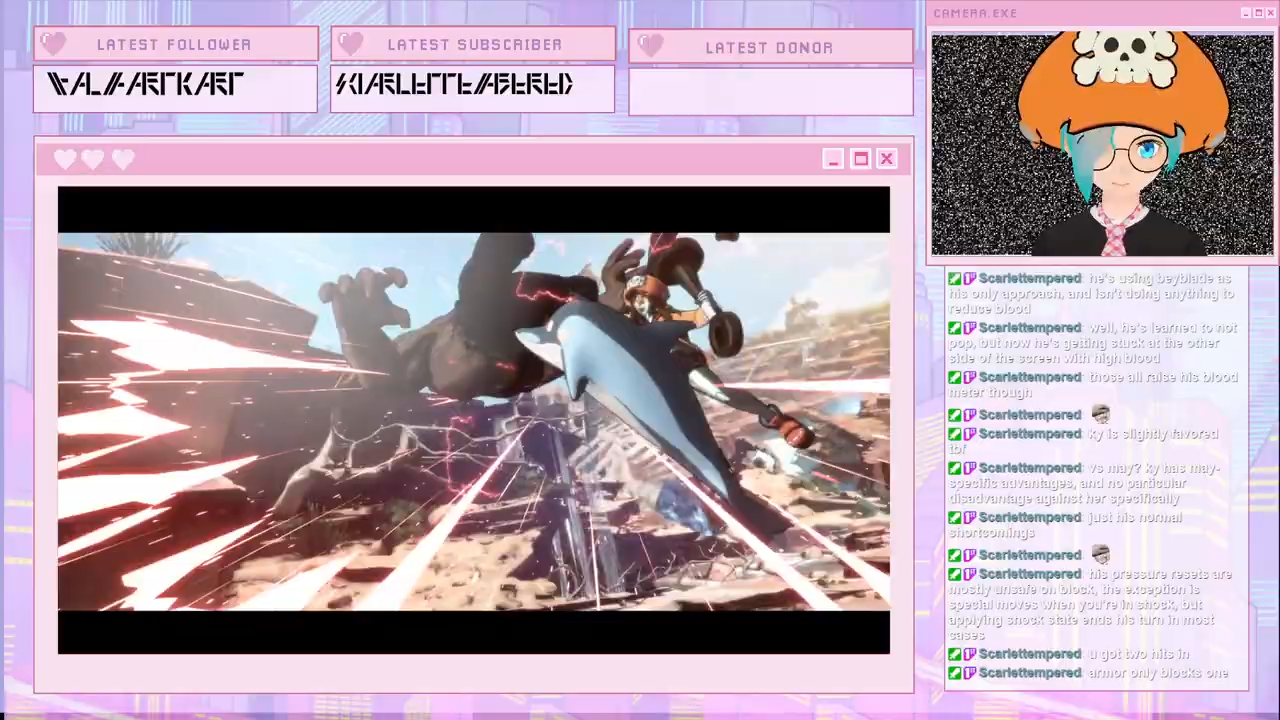 CAMERA.EXE
LATEST FOLLOWER
LATEST SUBSCRIBER
LATEST DONOR
Scarlettempered he's using beyblade as
his only approach, and isn't doing anything to
reduce blood
Scarlettempered well, he's learned to not
pop, but now he's getting stuck at the other
side of the screen with high blood
Scarlettempered those all raise his blood
meter though
Scarlettempered
Scarlettempered ky is slightly favored
tbf
Scarlettempered vs may? ky has may-
specific advantages, and no particular
disadvantage against her specifically
Scarlettempered just his normal
shortcomings
Scarlettempered
Scarlettempered his pressure resets are
mostly unsafe on block, the exception is
special moves when you're in shock, but
applying shock state ends his turn in most
cases
Scarlettempered u got two hits in
Scarlettempered armor only blocks one